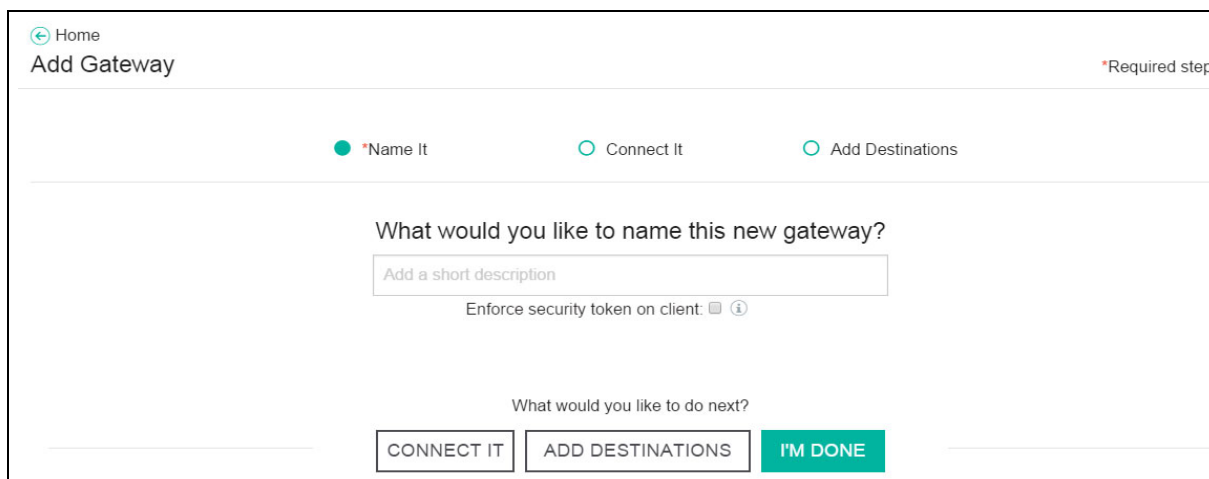 Home
Add Gateway
*Required step
*Name It Connect It Add Destinations
What would you like to name this new gateway?
Add a short description
Enforce security token on client:
What would you like to do next?
CONNECT IT ADD DESTINATIONS I'M DONE